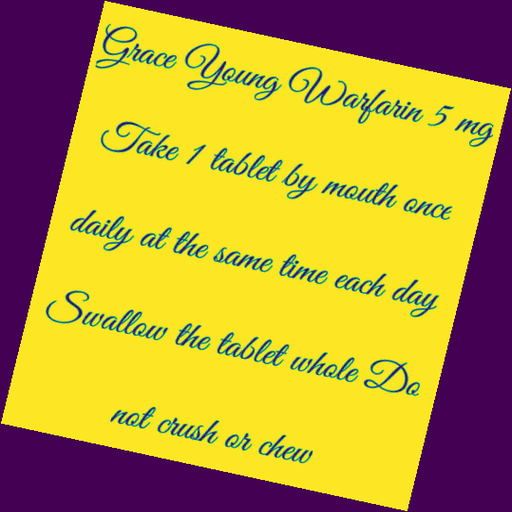 Grace Young Warfarin 5 mg
Take 1 tablet by mouth once
daily at the same time each day
Swallow the tablet whole Do
not crush or chew